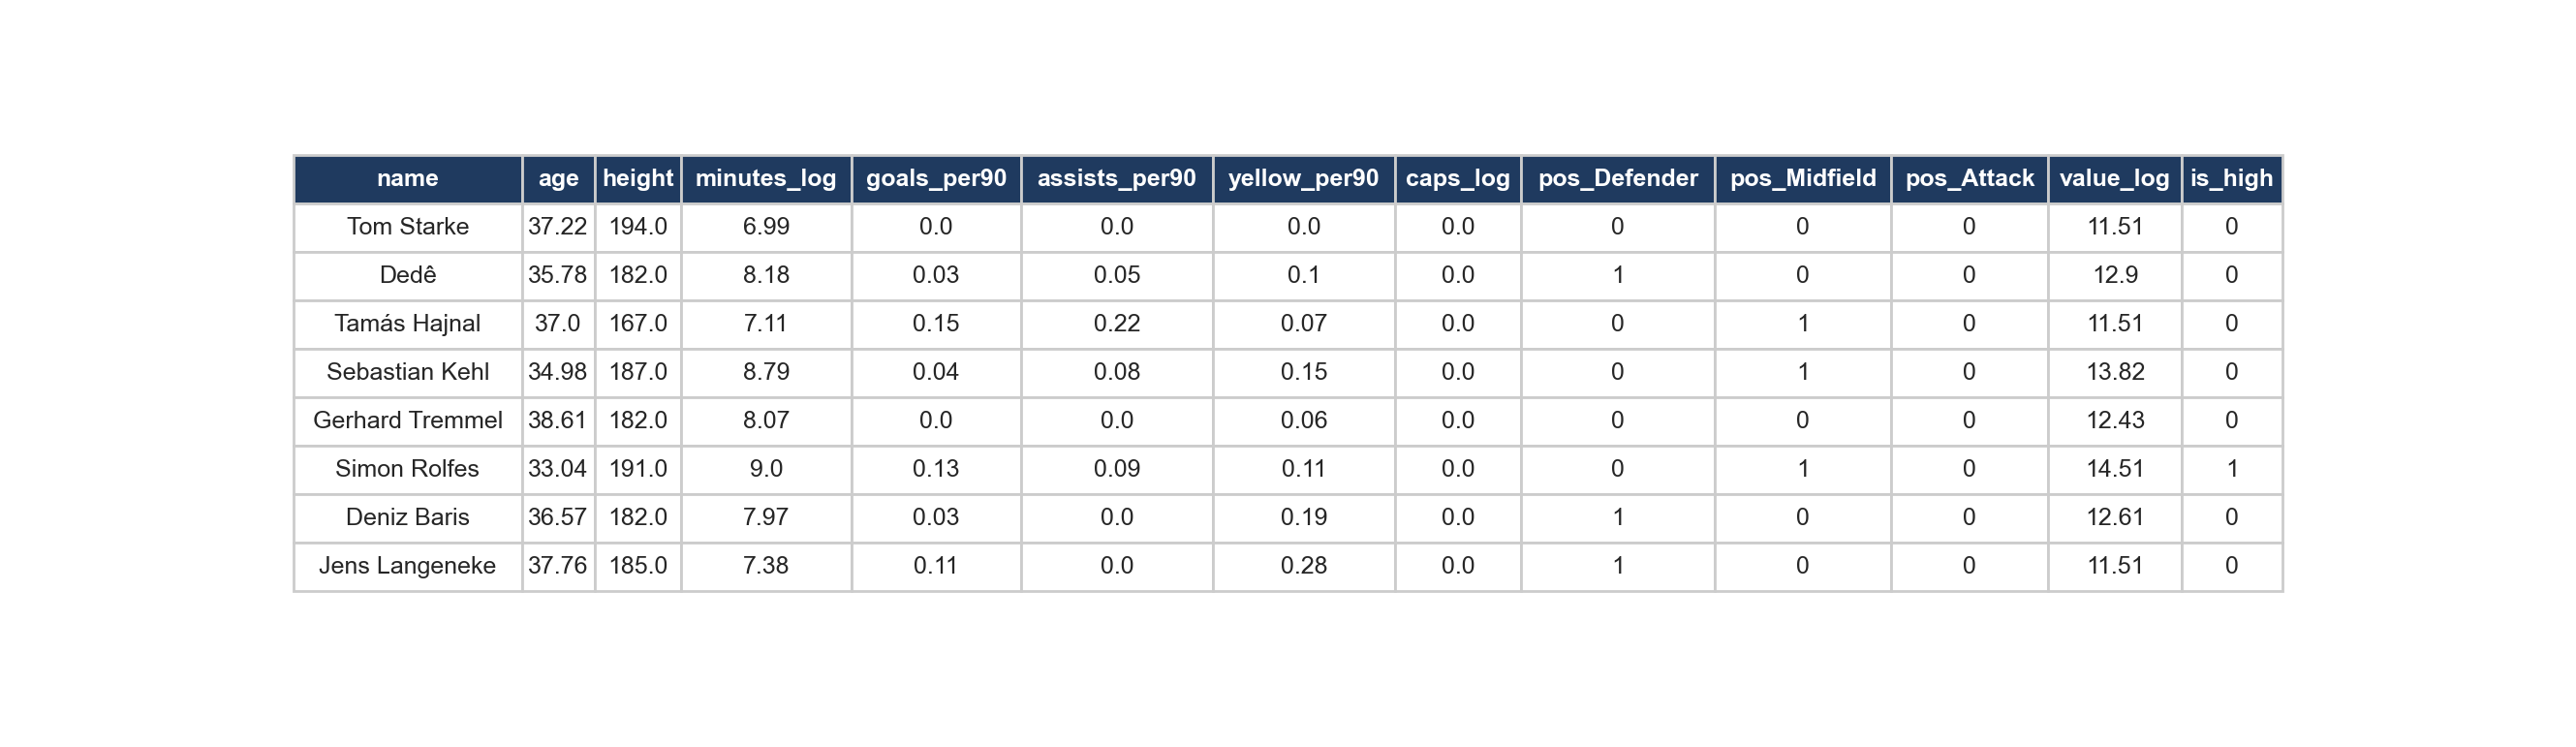 name age height minutes_log goals_per90 assists_per90 yellow_per90 caps_log pos_Defender pos_Midfield pos_Attack value_log is_high
Tom Starke 37.22 194.0 6.99 0.0 0.0 0.0 0.0 0 0 0 11.51 0
Dedê 35.78 182.0 8.18 0.03 0.05 0.1 0.0 1 0 0 12.9 0
Tamás Hajnal 37.0 167.0 7.11 0.15 0.22 0.07 0.0 0 1 0 11.51 0
Sebastian Kehl 34.98 187.0 8.79 0.04 0.08 0.15 0.0 0 1 0 13.82 0
Gerhard Tremmel 38.61 182.0 8.07 0.0 0.0 0.06 0.0 0 0 0 12.43 0
Simon Rolfes 33.04 191.0 9.0 0.13 0.09 0.11 0.0 0 1 0 14.51 1
Deniz Baris 36.57 182.0 7.97 0.03 0.0 0.19 0.0 1 0 0 12.61 0
Jens Langeneke 37.76 185.0 7.38 0.11 0.0 0.28 0.0 1 0 0 11.51 0